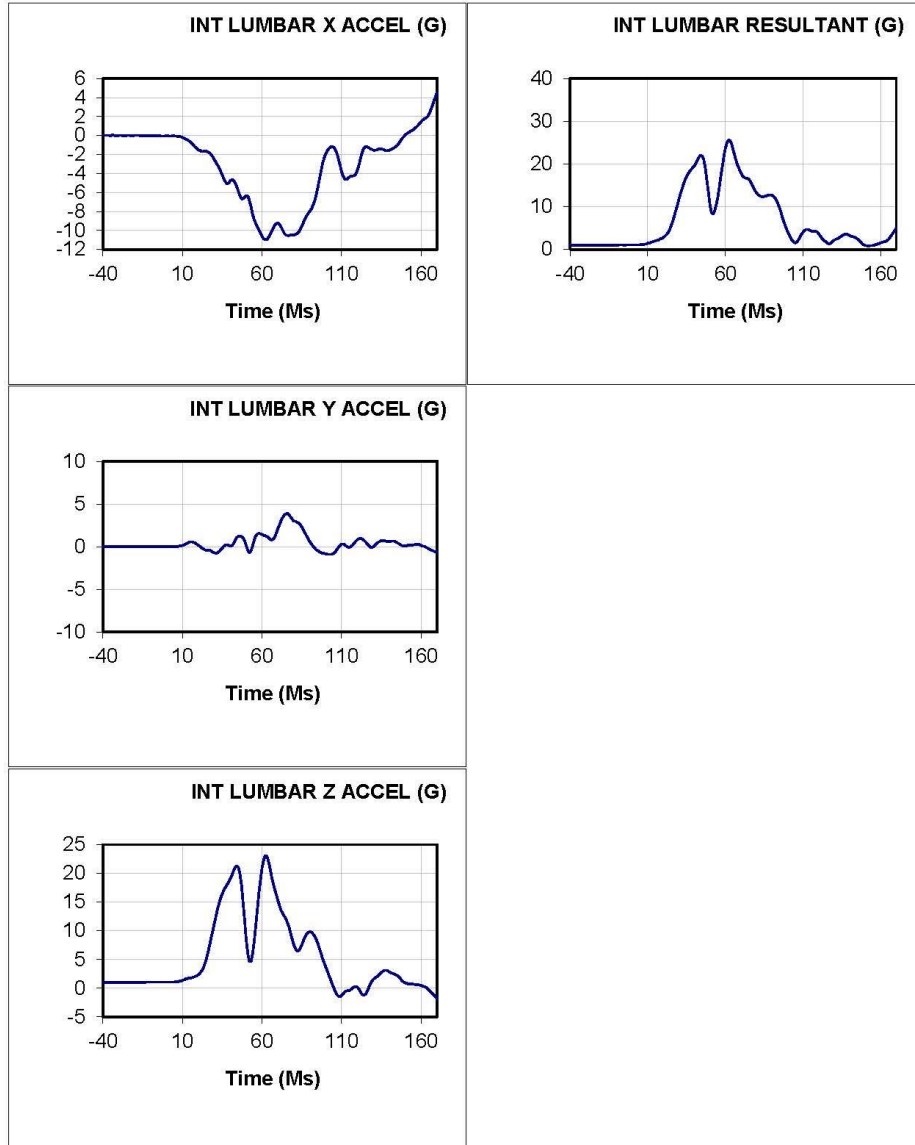 INT LUMBAR X ACCEL (G)
6
4
2
0
-2
-4
-6
-8
-10
-12
-40 10 60 110 160
Time (Ms)
INT LUMBAR RESULTANT (G)
40
30
20
10
0
-40 10 60 110 160
Time (Ms)
INT LUMBAR Y ACCEL (G)
10
5
0
-5
-10
-40 10 60 110 160
Time (Ms)
INT LUMBAR Z ACCEL (G)
25
20
15
10
5
0
-5
-40 10 60 110 160
Time (Ms)